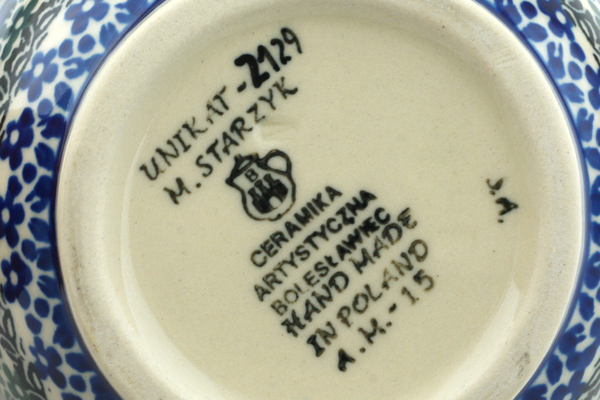 UNIKAT-2129
M. STARZYK
B
CERAMIKA
ARTYSTYCZNA
BOLESŁAWIEC
HAND MADE
IN POLAND
A.M.-15